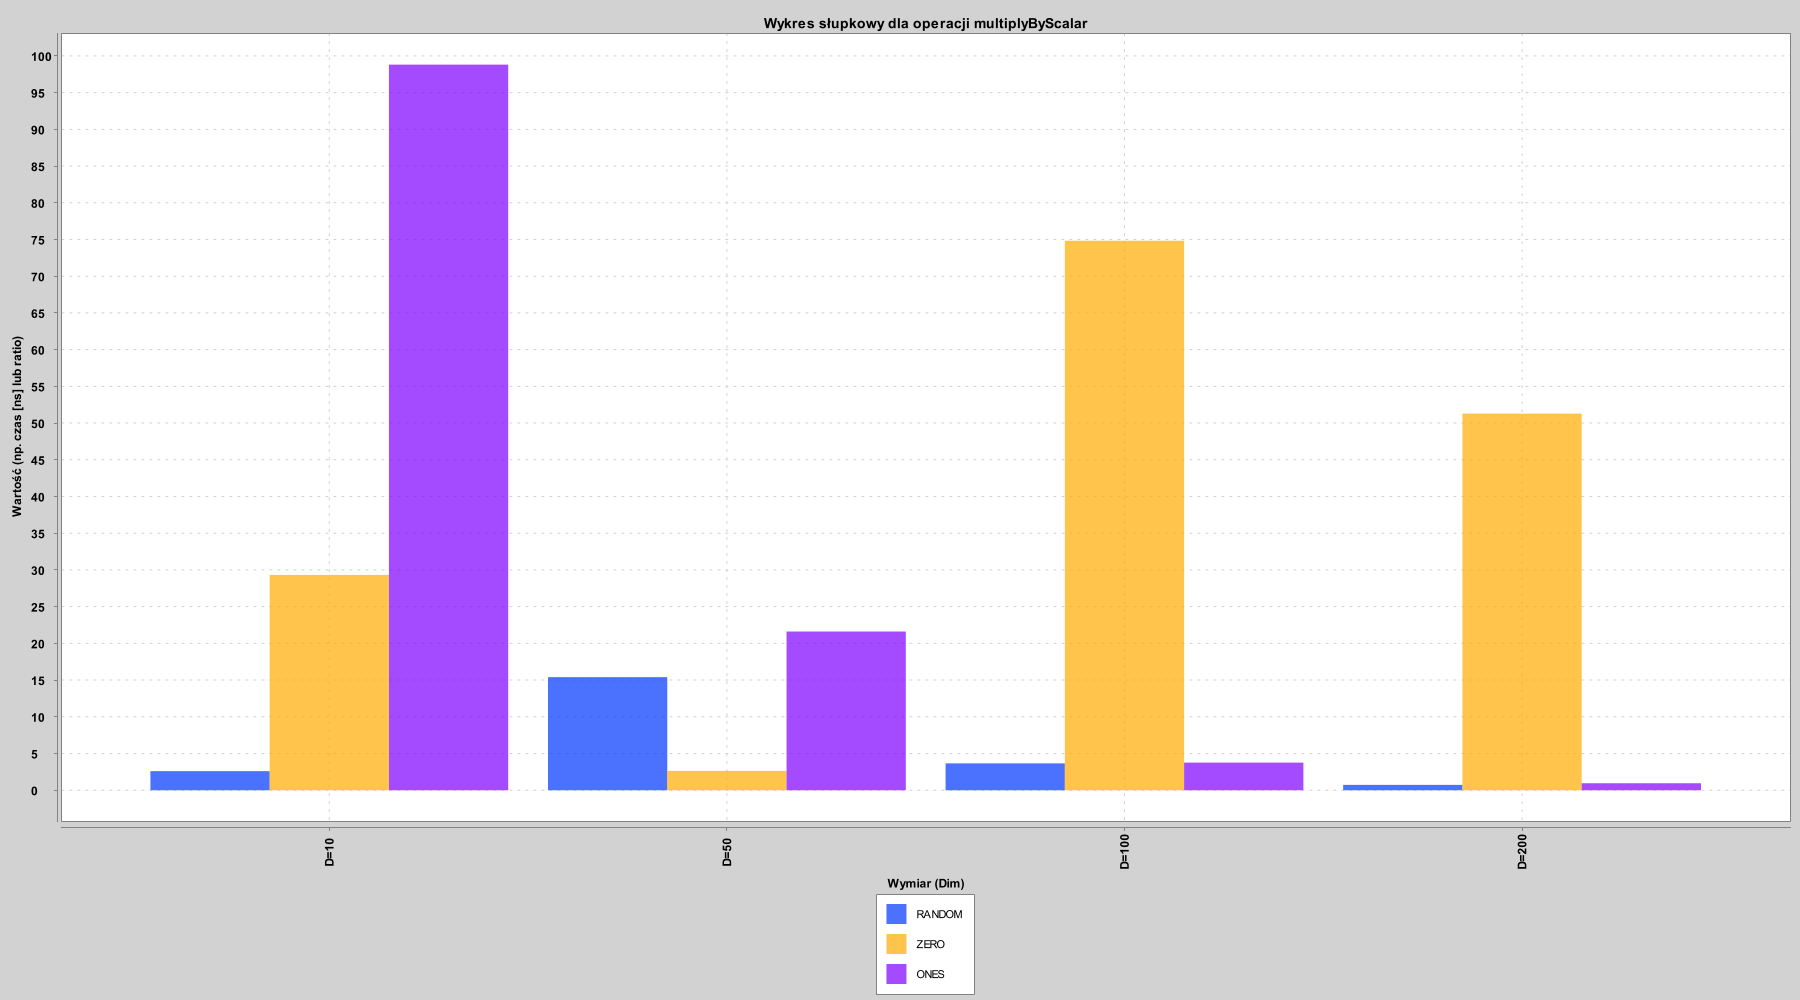 Wykres słupkowy dla operacji multiplyByScalar
Wartość (np. czas [ns] lub ratio)
100
95
90
85
80
75
70
65
60
55
50
45
40
35
30
25
20
15
10
5
0
D=10
D=50
D=100
D=200
Wymiar (Dim)
RANDOM
ZERO
ONES